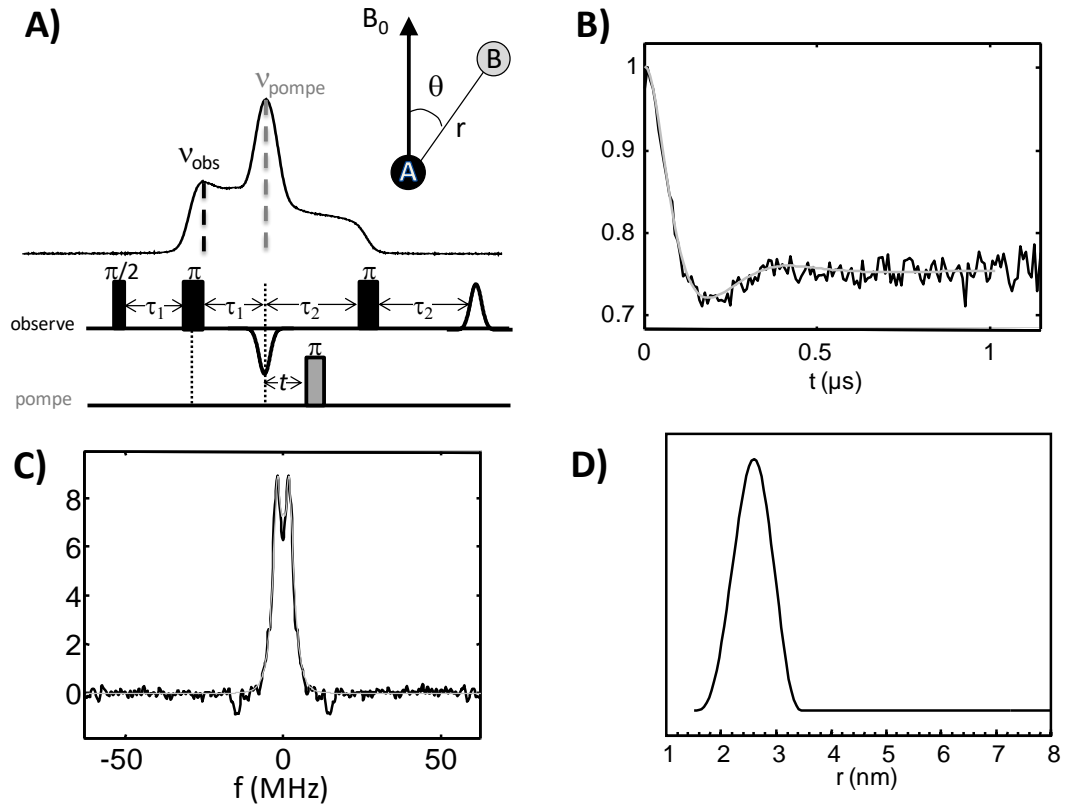 A)
B₀
B
θ
r
A
ν_pompe
ν_obs
π/2
π
π
τ₁
τ₁
τ₂
τ₂
observe
π
t
pompe
B)
1
0.9
0.8
0.7
0
0.5
1
t (µs)
C)
8
6
4
2
0
-50
0
50
f (MHz)
D)
1
2
3
4
5
6
7
8
r (nm)